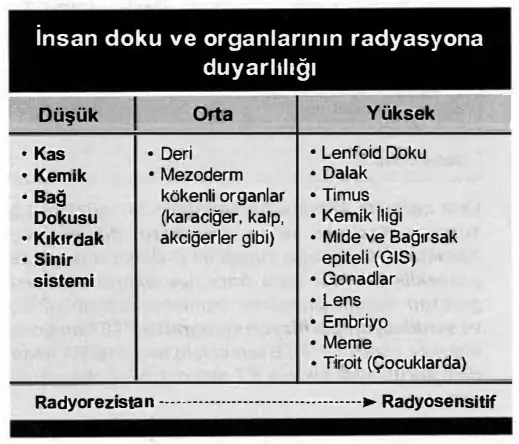 İnsan doku ve organlarının radyasyona
duyarlılığı
Düşük
Orta
Yüksek
• Kas
• Kemik
• Bağ
Dokusu
• Kıkırdak
• Sinir
sistemi
• Deri
• Mezoderm
kökenli organlar
(karaciğer, kalp,
akciğerler gibi)
• Lenfoid Doku
• Dalak
• Timus
• Kemik İliği
• Mide ve Bağırsak
epiteli (GIS)
• Gonadlar
• Lens
• Embriyo
• Meme
• Tiroit (Çocuklarda)
Radyorezistan ---------------------------► Radyosensitif